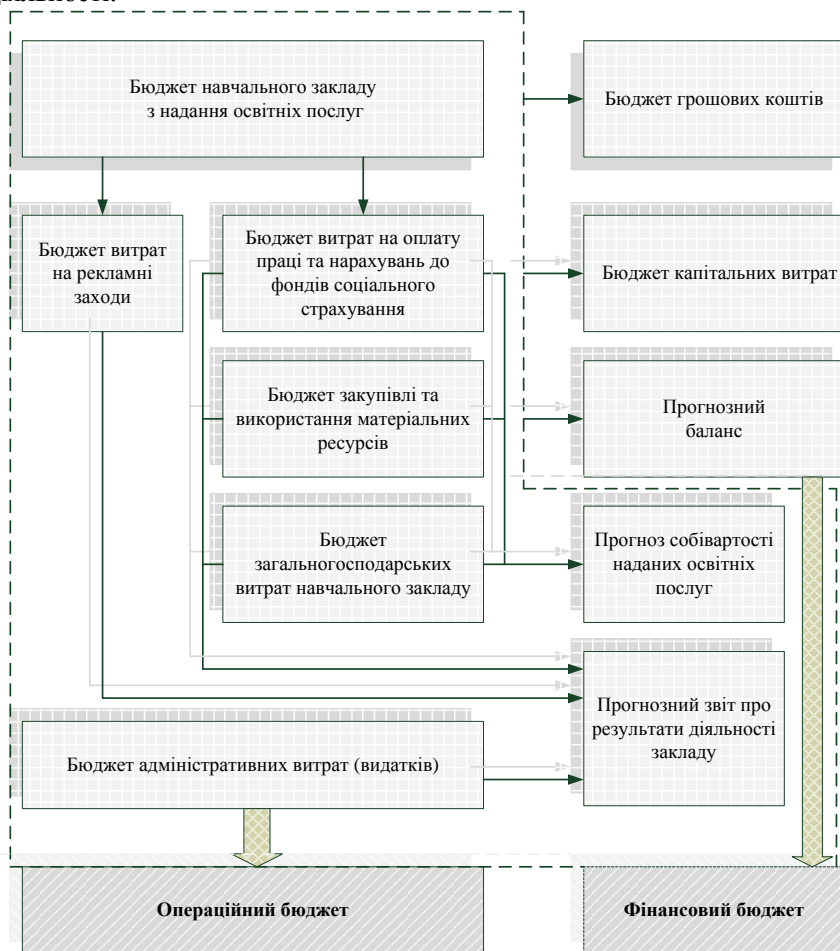 Бюджет навчального закладу
з надання освітніх послуг
Бюджет грошових коштів
Бюджет витрат
на рекламні
заходи
Бюджет витрат на оплату
праці та нарахувань до
фондів соціального
страхування
Бюджет капітальних витрат
Бюджет закупівлі та
використання матеріальних
ресурсів
Прогнозний
баланс
Бюджет
загальногосподарських
витрат навчального закладу
Прогноз собівартості
наданих освітніх
послуг
Прогнозний звіт про
результати діяльності
закладу
Бюджет адміністративних витрат (видатків)
Операційний бюджет
Фінансовий бюджет